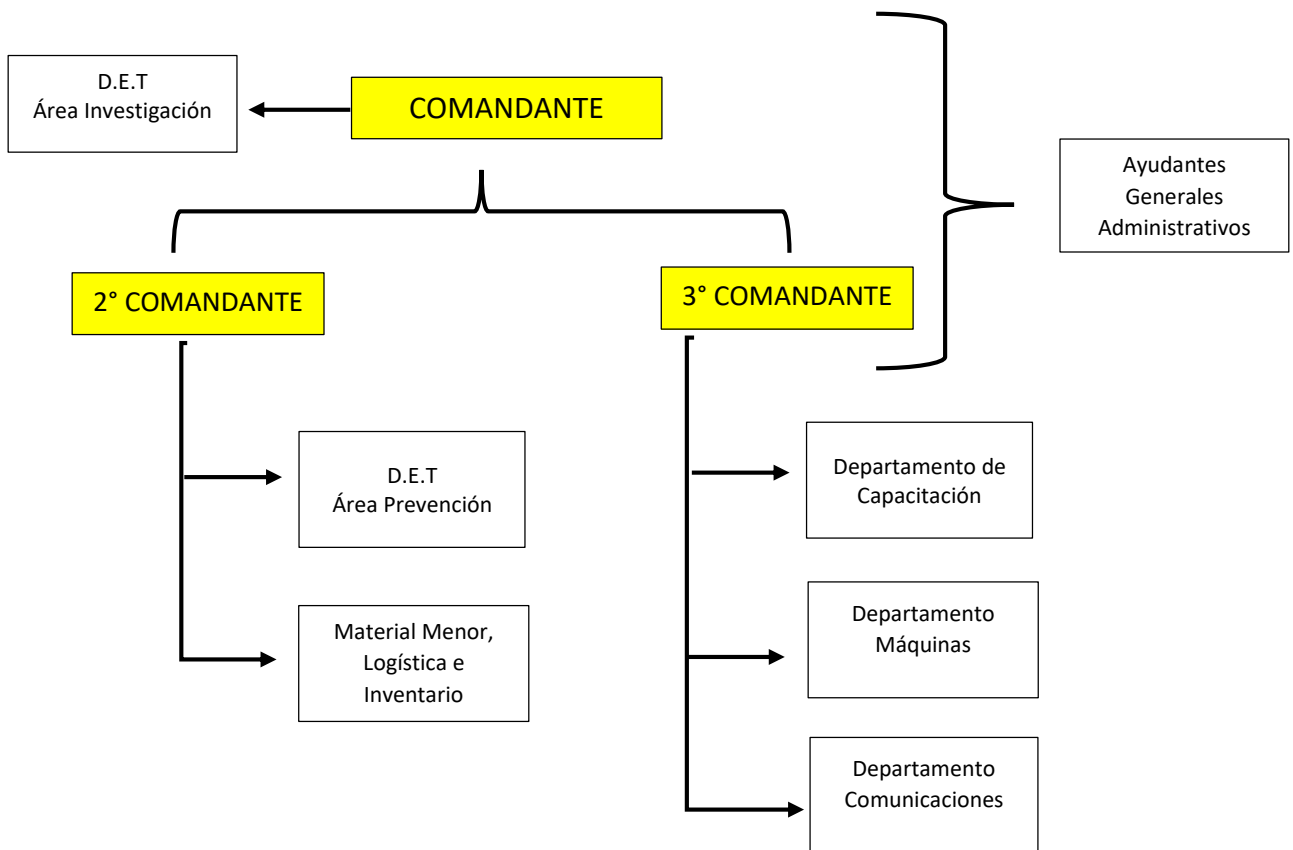 D.E.T
Área Investigación
COMANDANTE
Ayudantes
Generales
Administrativos
2° COMANDANTE
3° COMANDANTE
D.E.T
Área Prevención
Departamento de
Capacitación
Material Menor,
Logística e
Inventario
Departamento
Máquinas
Departamento
Comunicaciones